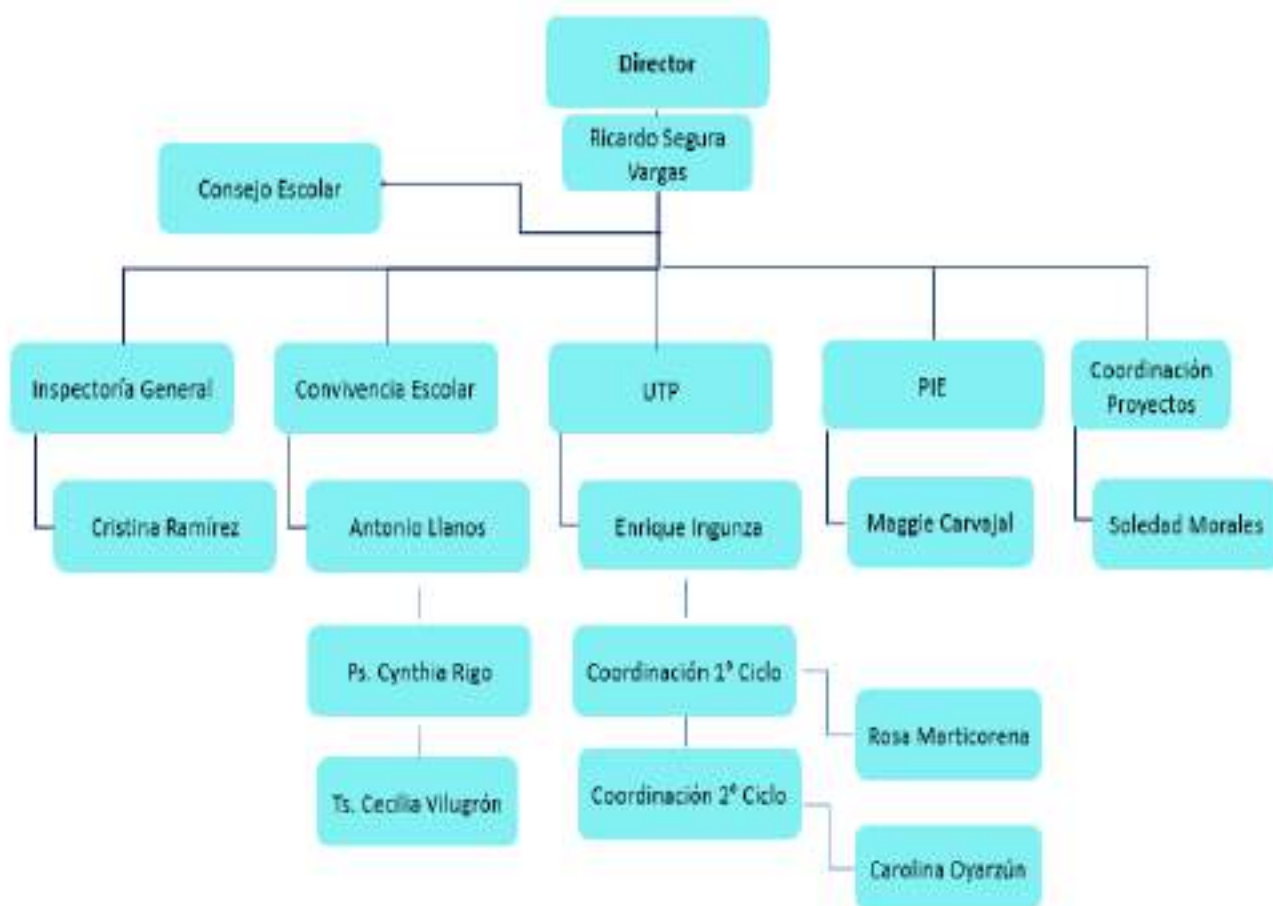 Director
Ricardo Segura
Vargas
Consejo Escolar
Inspectoría General
Convivencia Escolar
UTP
PIE
Coordinación
Proyectos
Cristina Ramírez
Antonio Llanos
Enrique Ingunza
Maggie Carvajal
Soledad Morales
Ps. Cynthia Rigo
Coordinación 1° Ciclo
Rosa Marticorena
Ts. Cecilia Vilugrón
Coordinación 2° Ciclo
Carolina Oyarzún